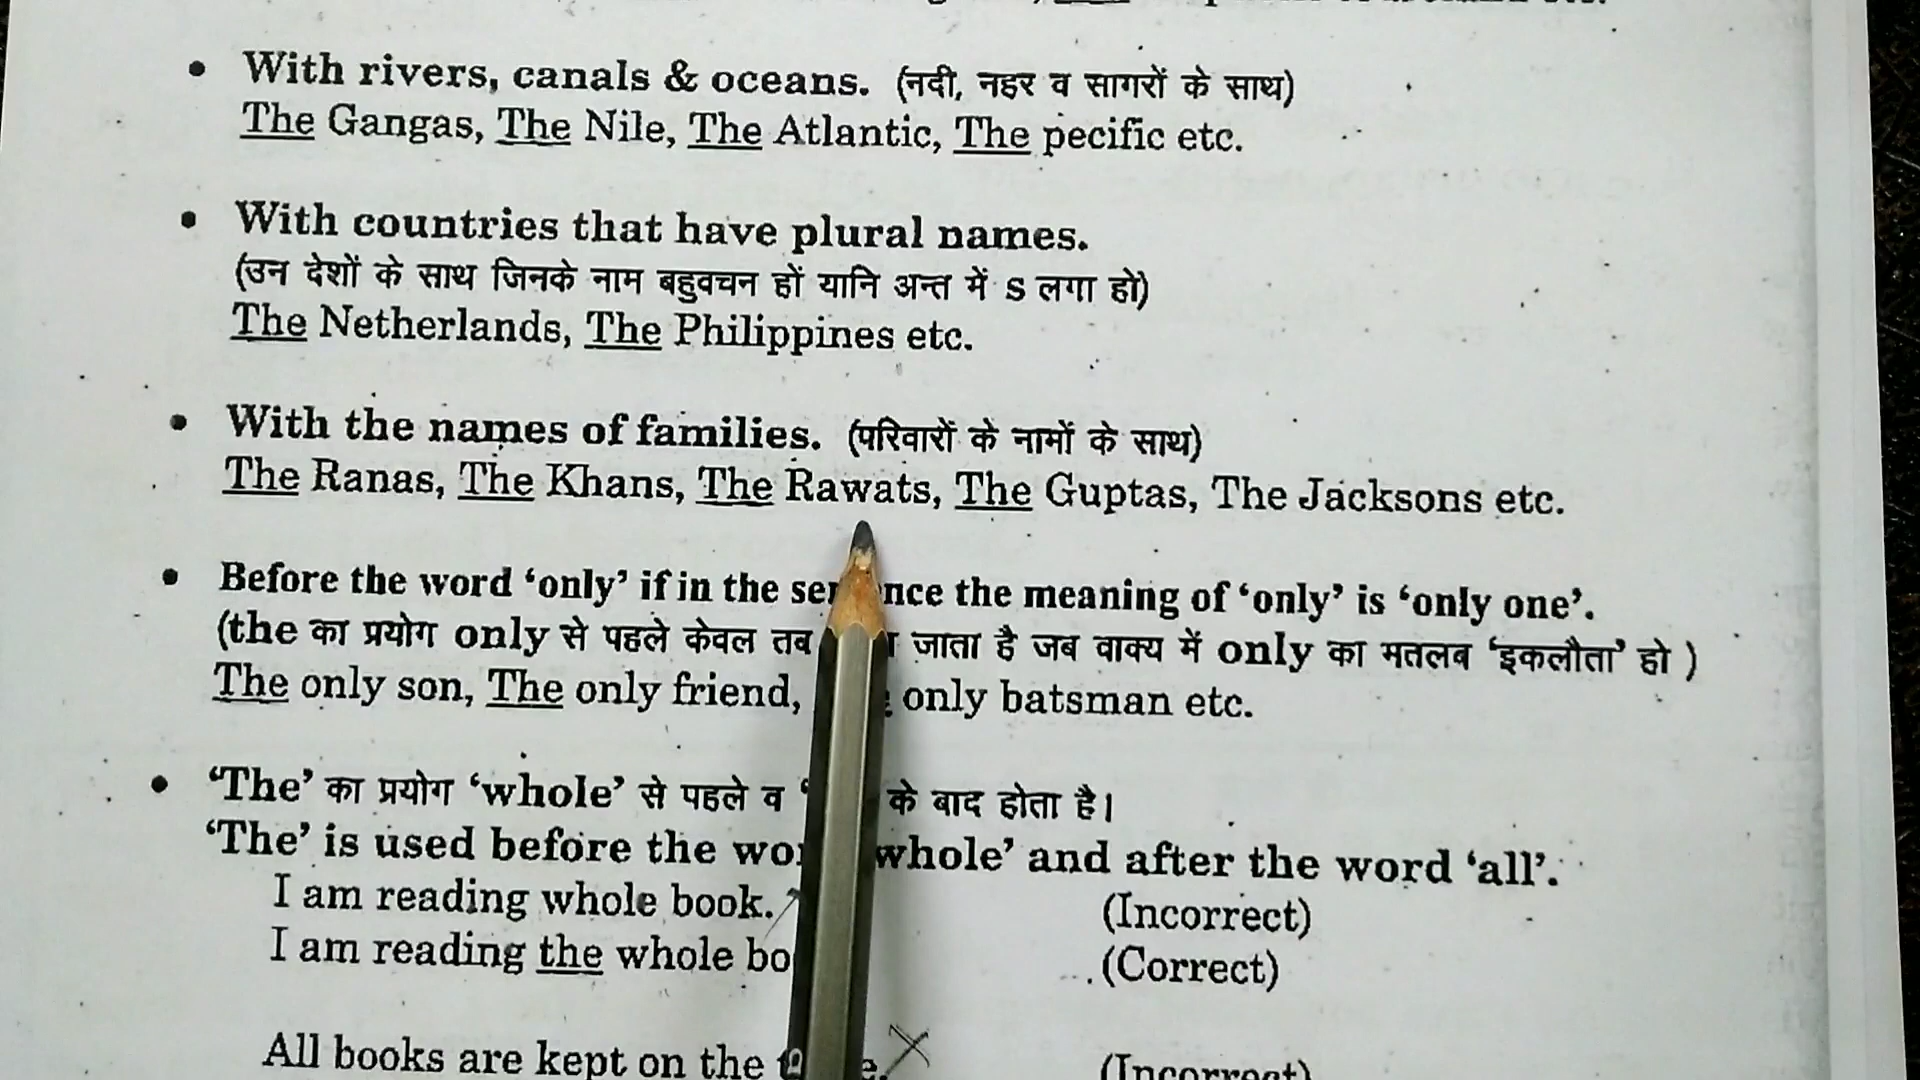 • With rivers, canals & oceans. (नदी, नहर व सागरों के साथ)
The Gangas, The Nile, The Atlantic, The pecific etc.
• With countries that have plural names.
(उन देशों के साथ जिनके नाम बहुवचन हों यानि अन्त में s लगा हो)
The Netherlands, The Philippines etc.
• With the names of families. (परिवारों के नामों के साथ)
The Ranas, The Khans, The Rawats, The Guptas, The Jacksons etc.
• Before the word ‘only’ if in the the meaning of ‘only’ is ‘only one’.
(the का प्रयोग only से पहले केवल तब जाता है जब वाक्य में only का मतलब ‘इकलौता’ हो )
The only son, The only friend, only batsman etc.
• ‘The’ का प्रयोग ‘whole’ से पहले व के बाद होता है।
‘The’ is used before the whole’ and after the word ‘all’.
I am reading whole book. (Incorrect)
I am reading the whole (Correct)
All books are kept on the (Incorrect)